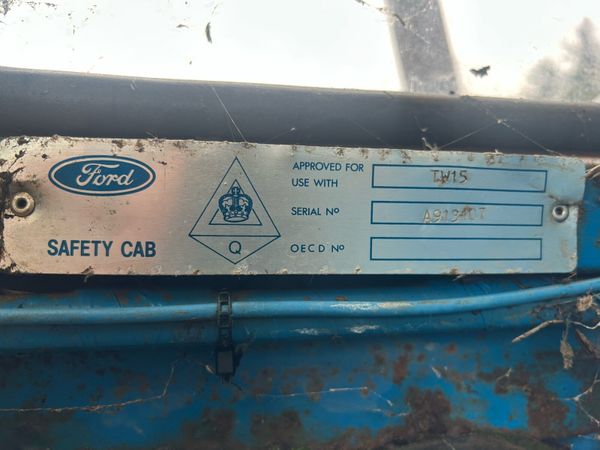 Ford
SAFETY CAB
Q
APPROVED FOR
USE WITH
TW15
SERIAL Nº
OECD Nº